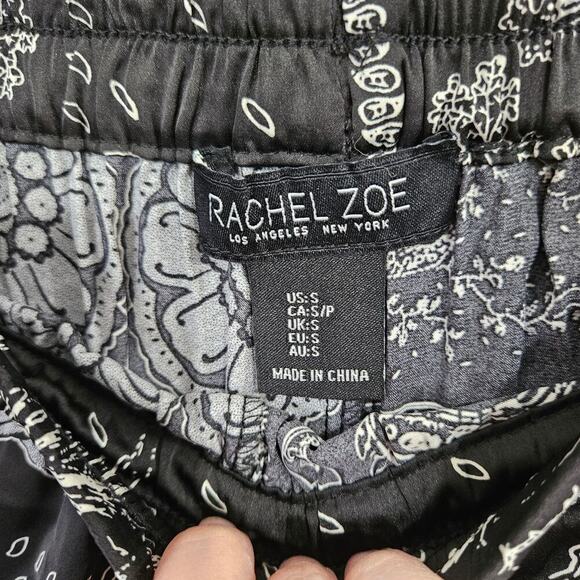 RACHEL ZOE
LOS ANGELES NEW YORK
US:S
CA:S/P
UK:S
EU:S
AU:S
MADE IN CHINA